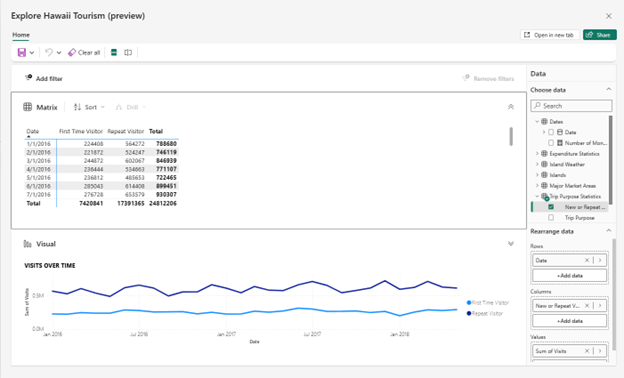 Explore Hawaii Tourism (preview)
Home
Open in new tab
Share
Clear all
Add filter
Remove filters
Matrix
Sort
Drill
Date First Time Visitor Repeat Visitor Total
1/1/2016 224408 564272 788680
2/1/2016 221872 524247 746119
3/1/2016 244872 602067 846939
4/1/2016 236444 534663 771107
5/1/2016 236812 485653 722465
6/1/2016 285043 614408 899451
7/1/2016 276728 653579 930307
Total 7420841 17391365 24812206
Visual
VISITS OVER TIME
Sum of Visits
0.5M
0.0M
Jan 2016 Jul 2016 Jan 2017 Jul 2017 Jan 2018
Date
First Time Visitor
Repeat Visitor
Data
Choose data
Search
Dates
Date
Number of Mon...
Expenditure Statistics
Island Weather
Islands
Major Market Areas
Trip Purpose Statistics
New or Repeat ...
Trip Purpose
Rearrange data
Rows
Date
+Add data
Columns
New or Repeat V...
+Add data
Values
Sum of Visits